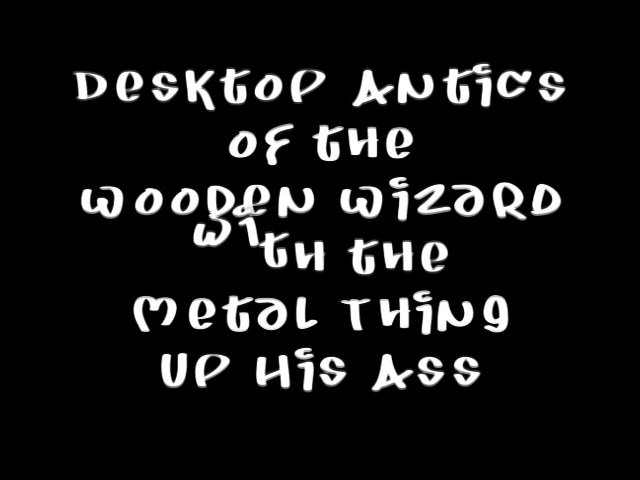 Desktop Antics
of the
Wooden Wizard
with the
Metal Thing
Up His Ass